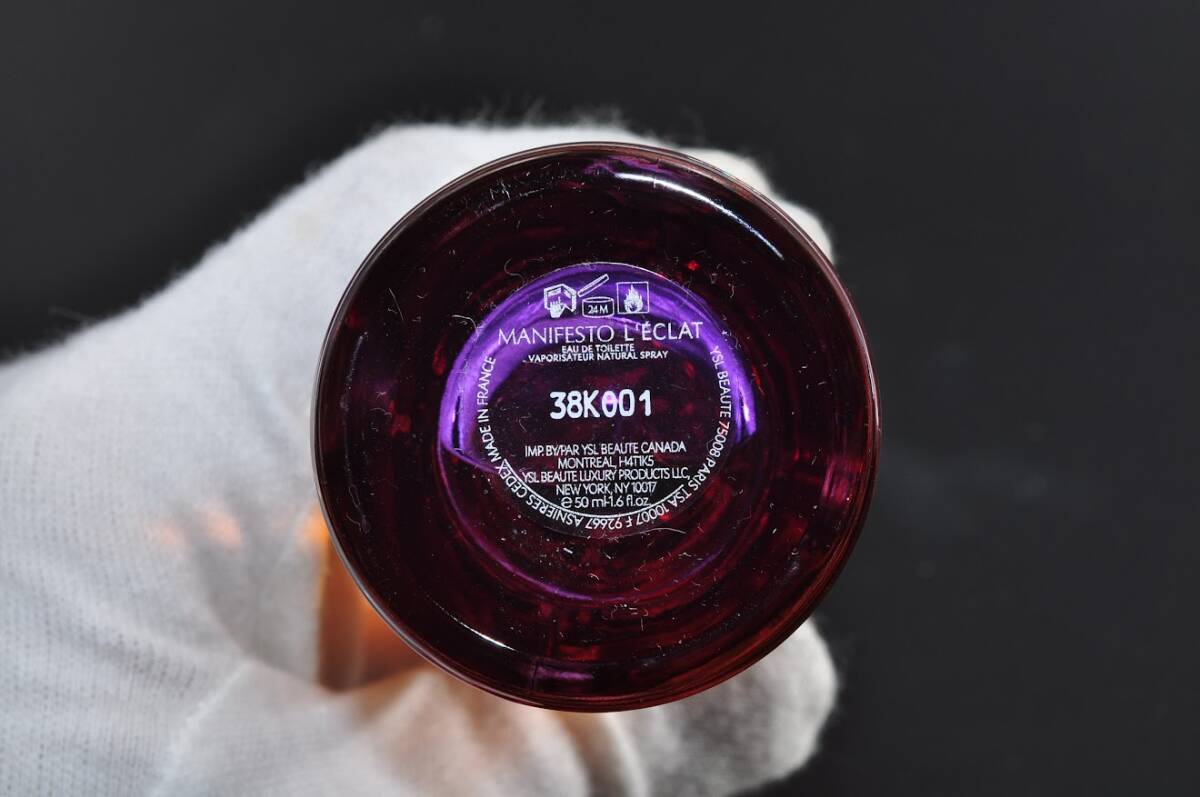 24M
MANIFESTO L'ÉCLAT
EAU DE TOILETTE
VAPORISATEUR NATURAL SPRAY
38K001
IMP. BY/PAR YSL BEAUTE CANADA
MONTREAL, H4T1K5
YSL BEAUTE LUXURY PRODUCTS LLC
NEW YORK, NY 10017
e 50 ml-1.6 fl.oz.
YSL BEAUTE 75008 PARIS TSA 10007 F 92667 ASNIERES CEDEX MADE IN FRANCE